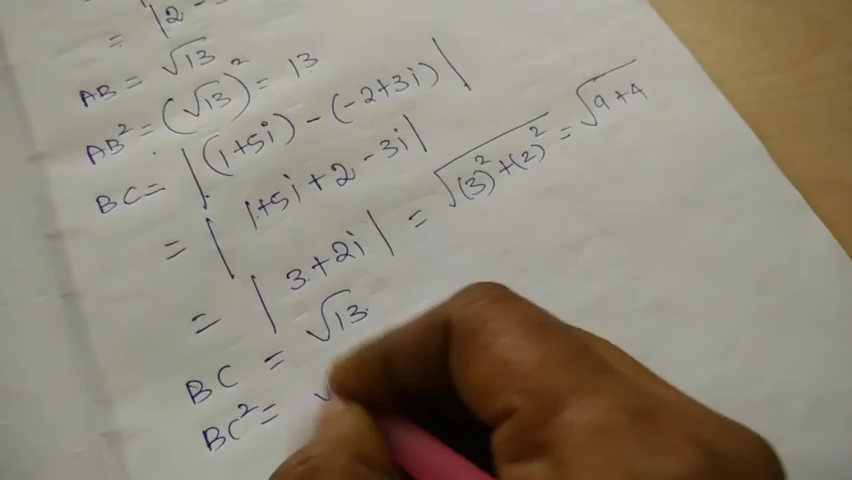 = |2 -
AB = √13
AB² = (√13)² = 13
BC = |(1+5i) - (-2+3i)|
= |1+5i+2-3i|
= |3+2i| = √(3)²+(2)² = √9+4
BC = √13
BC² =